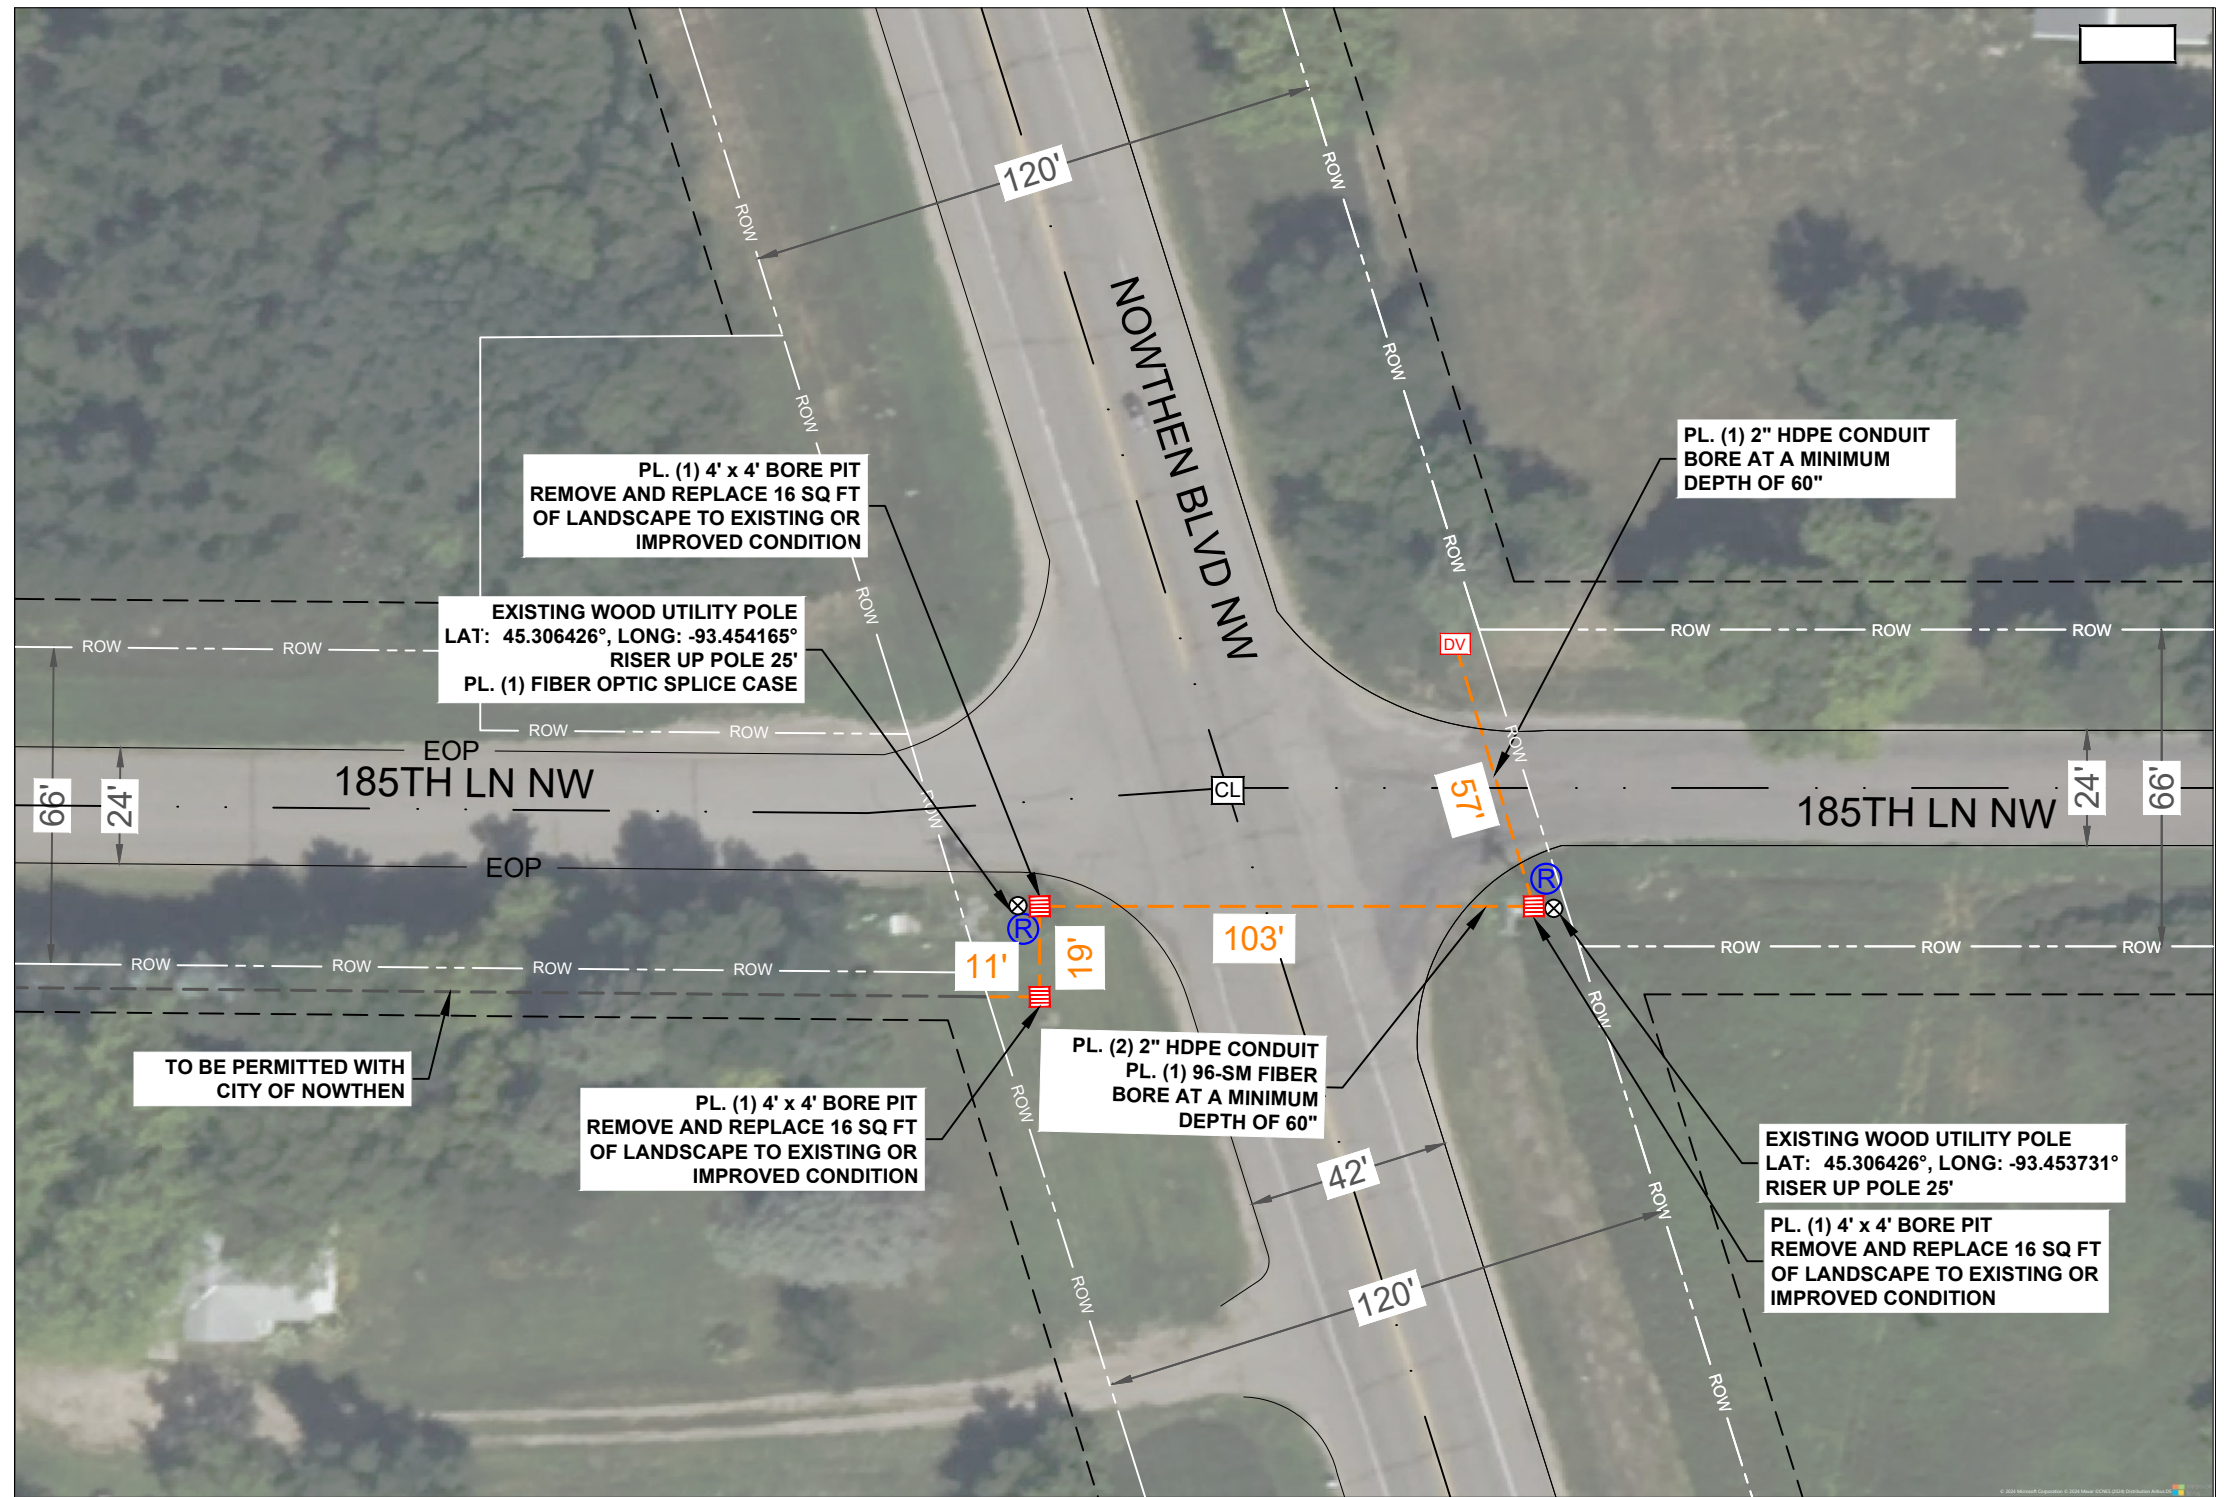 120'
ROW
ROW
NOWTHEN BLVD NW
ROW
ROW
PL. (1) 2" HDPE CONDUIT
BORE AT A MINIMUM
DEPTH OF 60"
PL. (1) 4' x 4' BORE PIT
REMOVE AND REPLACE 16 SQ FT
OF LANDSCAPE TO EXISTING OR
IMPROVED CONDITION
ROW
ROW
EXISTING WOOD UTILITY POLE
LAT: 45.306426°, LONG: -93.454165°
RISER UP POLE 25'
PL. (1) FIBER OPTIC SPLICE CASE
ROW
ROW
DV
ROW
ROW
ROW
ROW
ROW
ROW
EOP
185TH LN NW
66'
24'
CL
57'
24'
66'
185TH LN NW
ROW
EOP
R
R
11'
19'
103'
ROW
ROW
ROW
ROW
ROW
ROW
ROW
ROW
TO BE PERMITTED WITH
CITY OF NOWTHEN
PL. (1) 4' x 4' BORE PIT
REMOVE AND REPLACE 16 SQ FT
OF LANDSCAPE TO EXISTING OR
IMPROVED CONDITION
ROW
PL. (2) 2" HDPE CONDUIT
PL. (1) 96-SM FIBER
BORE AT A MINIMUM
DEPTH OF 60"
42'
ROW
EXISTING WOOD UTILITY POLE
LAT: 45.306426°, LONG: -93.453731°
RISER UP POLE 25'
PL. (1) 4' x 4' BORE PIT
REMOVE AND REPLACE 16 SQ FT
OF LANDSCAPE TO EXISTING OR
IMPROVED CONDITION
ROW
120'
ROW